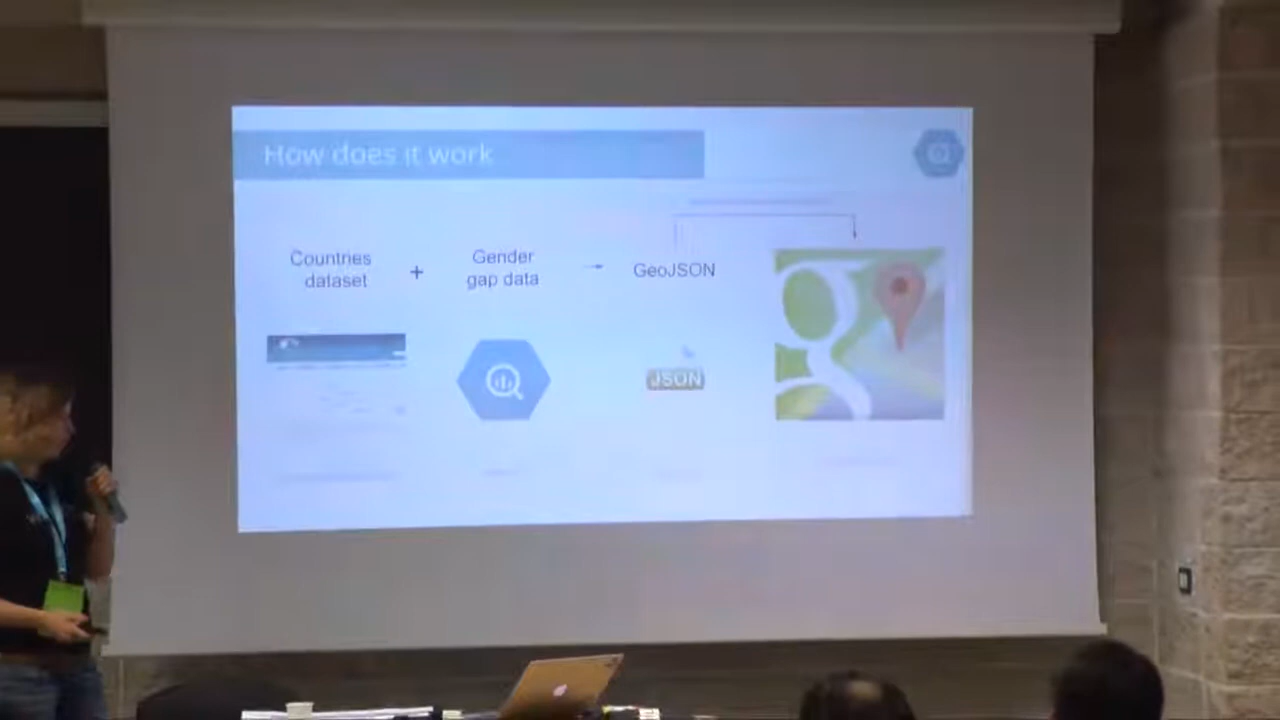 How does it work
Countries
dataset
+
Gender
gap data
GeoJSON
JSON